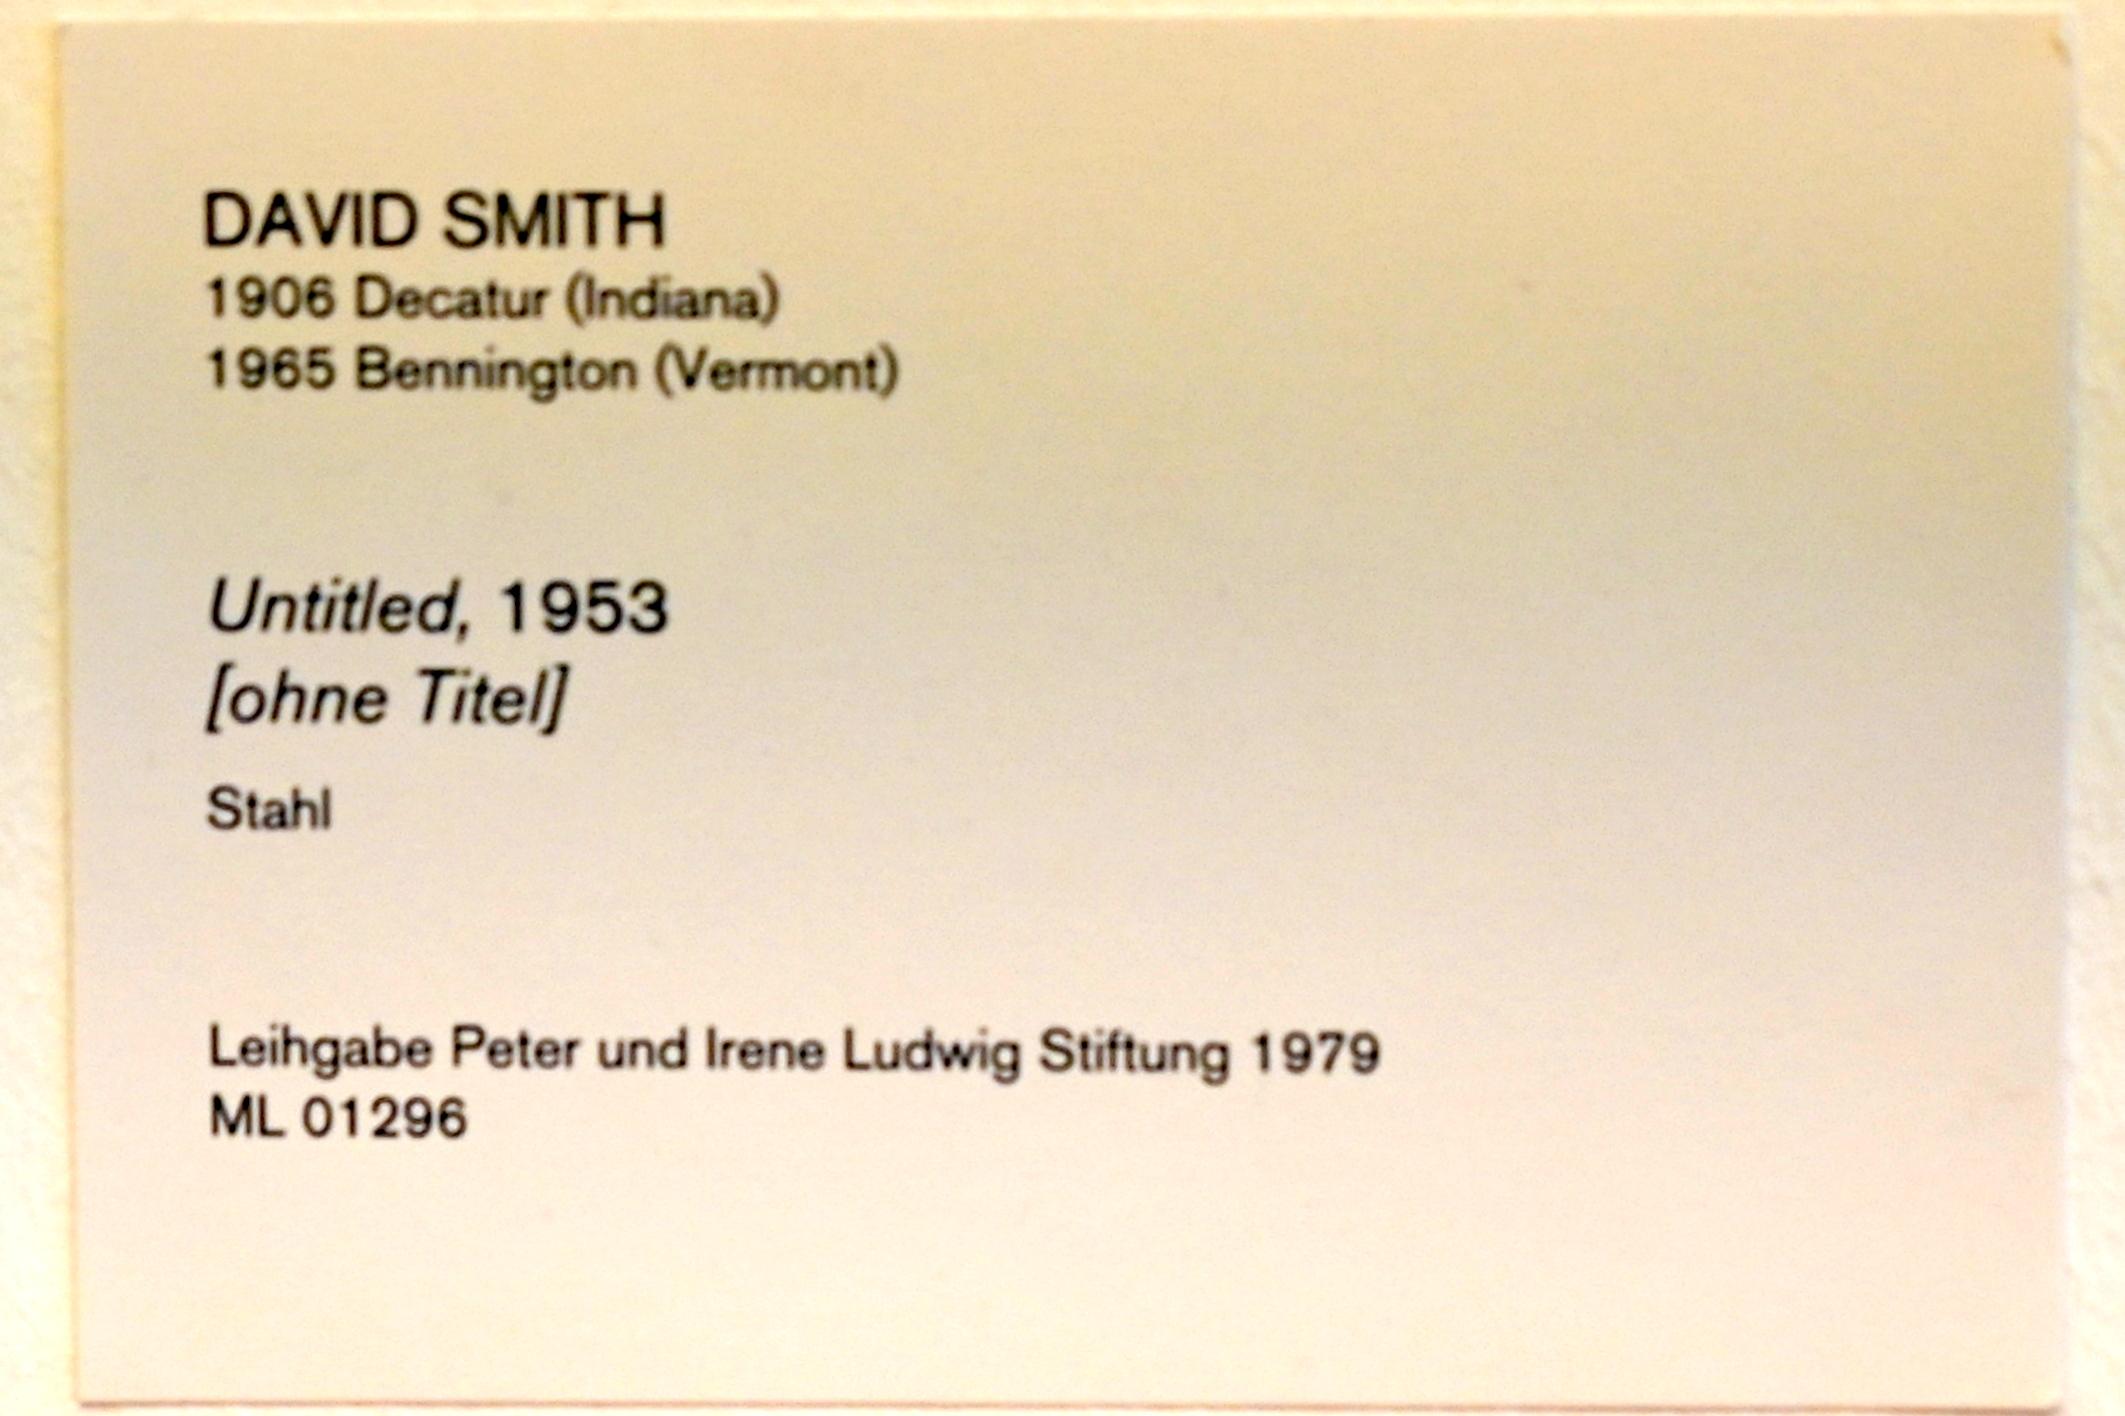 DAVID SMITH
1906 Decatur (Indiana)
1965 Bennington (Vermont)
Untitled, 1953
[ohne Titel]
Stahl
Leihgabe Peter und Irene Ludwig Stiftung 1979
ML 01296